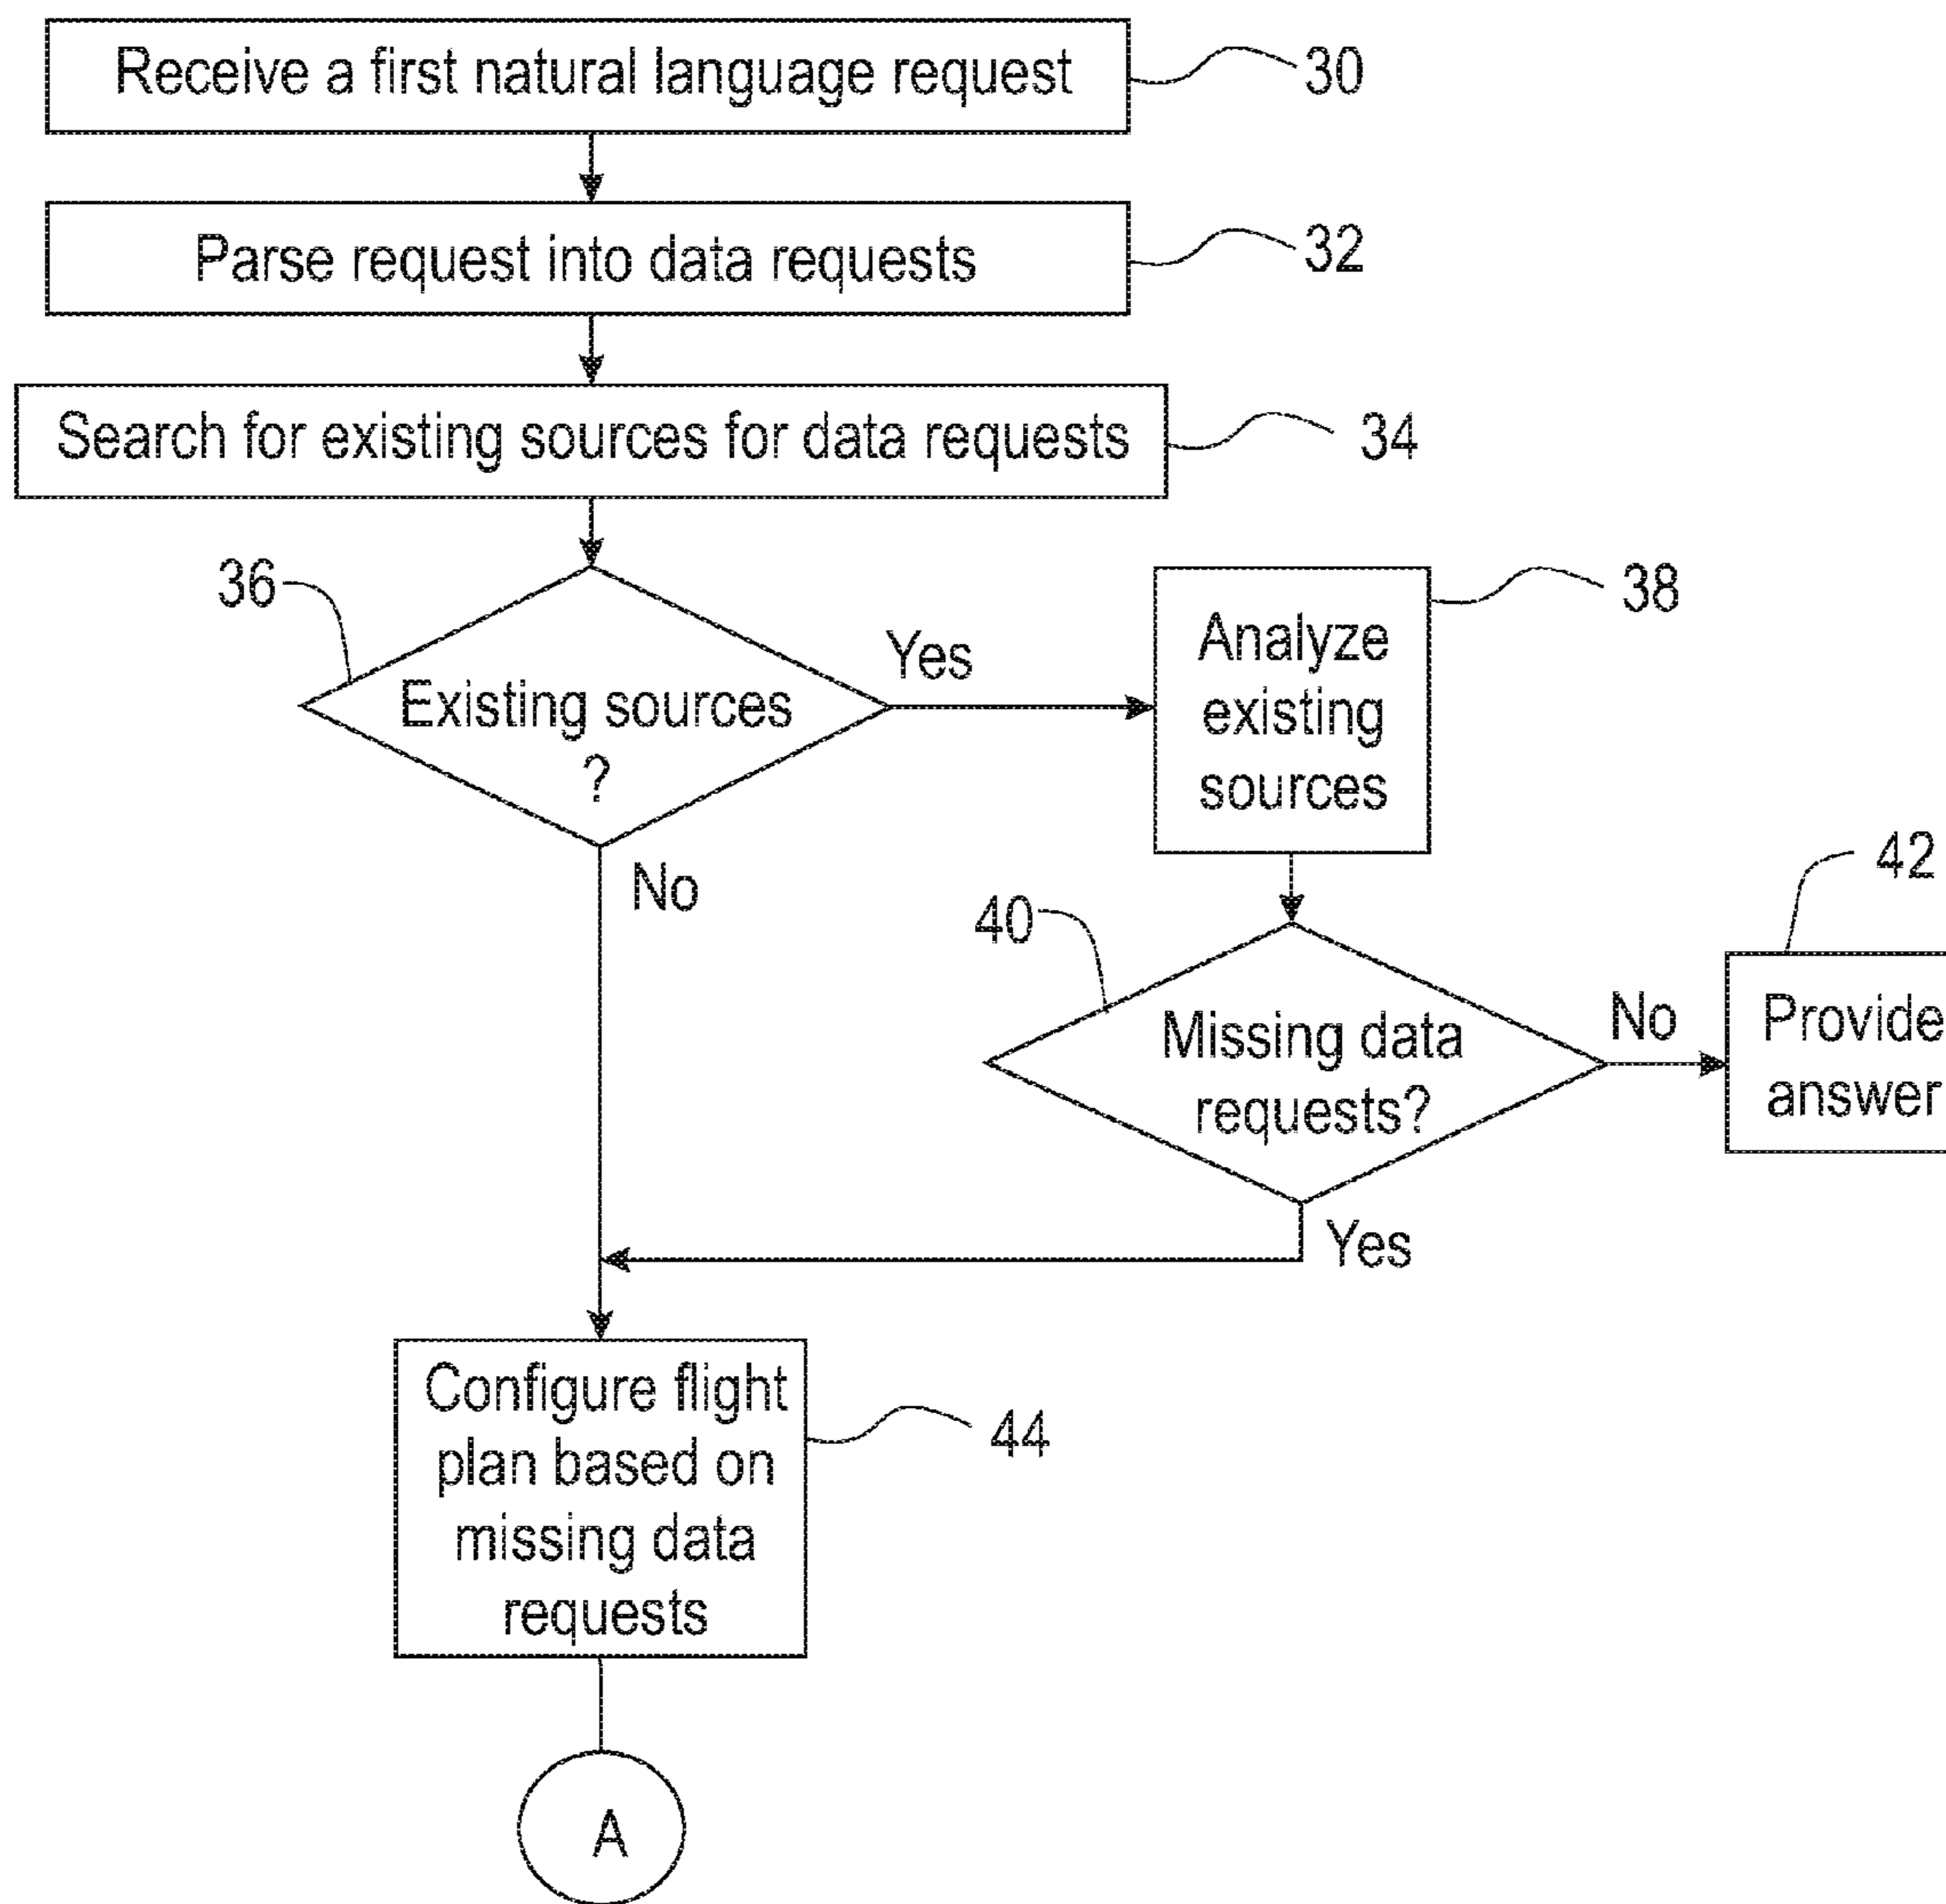 Receive a first natural language request
30
Parse request into data requests
32
Search for existing sources for data requests
34
36
Existing sources
?
Yes
No
38
Analyze
existing
sources
40
Missing data
requests?
No
Yes
42
Provide
answer
Configure flight
plan based on
missing data
requests
44
A